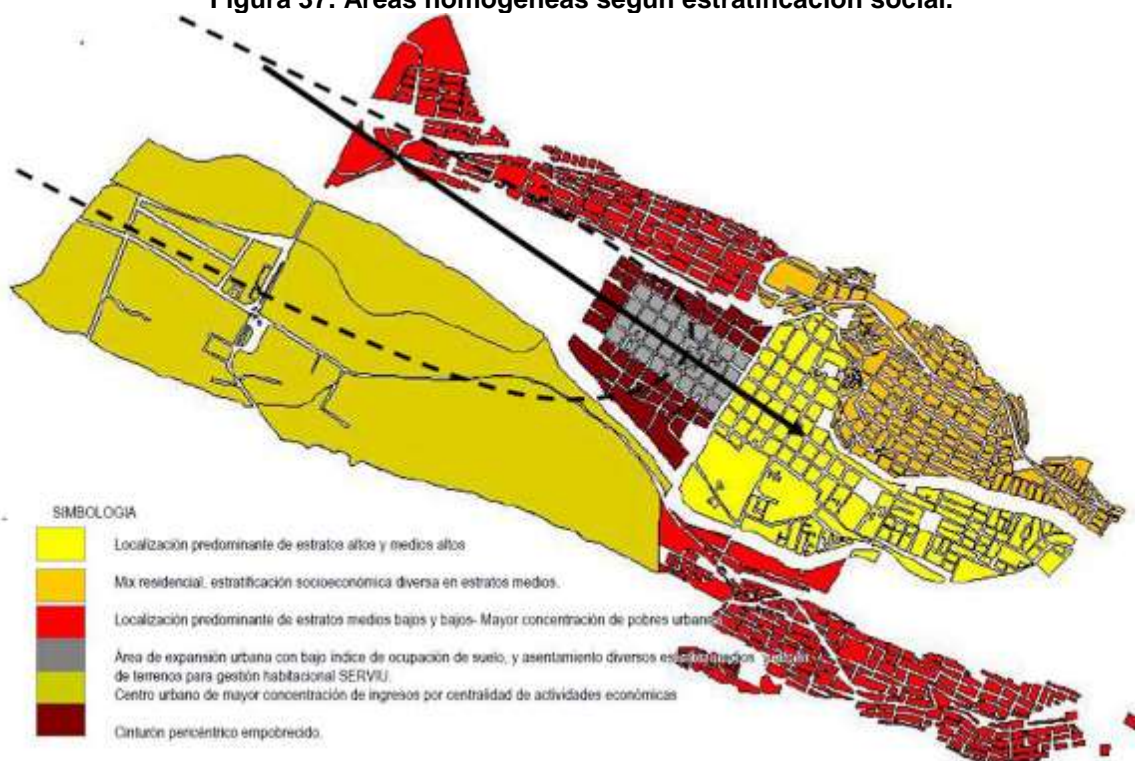 Figura 37. Áreas homogéneas según estratificación social.
SIMBOLOGIA
Localización predominante de estratos altos y medios altos
Mix residencial, estratificación socioeconómica diversa en estratos medios.
Localización predominante de estratos medios bajos y bajos- Mayor concentración de pobres urbano
Área de expansión urbana con bajo índice de ocupación de suelo, y asentamiento diversos
de terrenos para gestión habitacional SERVIU.
Centro urbano de mayor concentración de ingresos por centralidad de actividades económicas
Cinturón pericéntrico empobrecido.